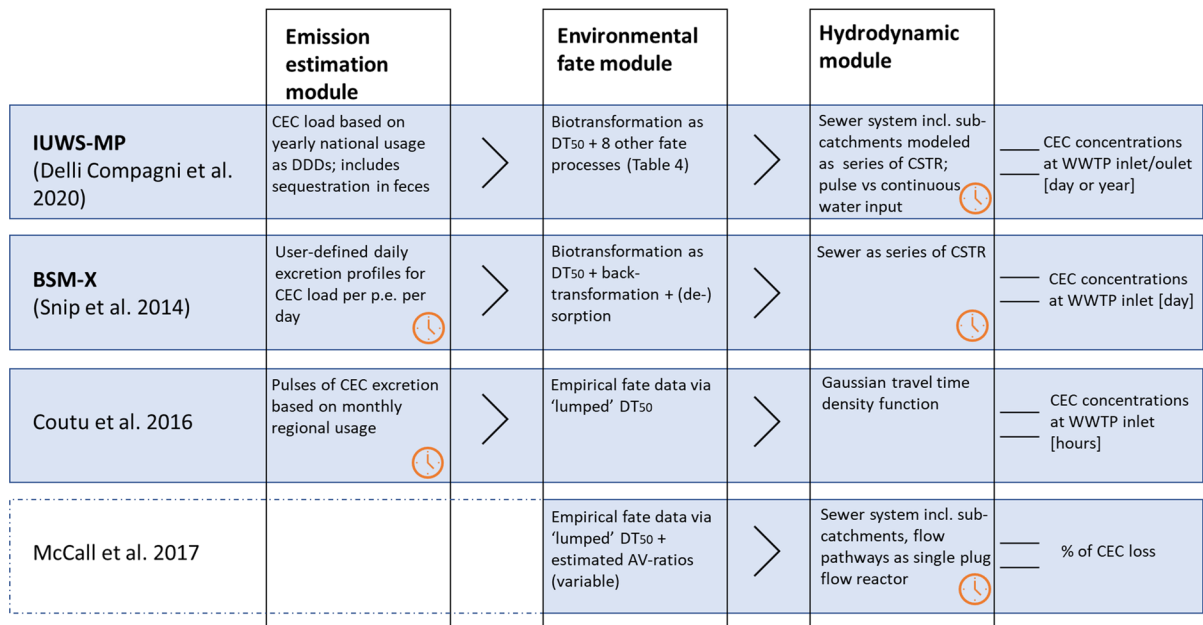 Emission
estimation
module
Environmental
fate module
Hydrodynamic
module
IUWS-MP
(Delli Compagni et al.
2020)
CEC load based on
yearly national usage
as DDDs; includes
sequestration in feces
Biotransformation as
DT50 + 8 other fate
processes (Table 4)
Sewer system incl. sub-
catchments modeled
as series of CSTR;
pulse vs continuous
water input
CEC concentrations
at WWTP inlet/oulet
[day or year]
BSM-X
(Snip et al. 2014)
User-defined daily
excretion profiles for
CEC load per p.e. per
day
Biotransformation as
DT50 + back-
transformation + (de-)
sorption
Sewer as series of CSTR
CEC concentrations
at WWTP inlet [day]
Coutu et al. 2016
Pulses of CEC excretion
based on monthly
regional usage
Empirical fate data via
‘lumped’ DT50
Gaussian travel time
density function
CEC concentrations
at WWTP inlet
[hours]
McCall et al. 2017
Empirical fate data via
‘lumped’ DT50 +
estimated AV-ratios
(variable)
Sewer system incl. sub-
catchments, flow
pathways as single plug
flow reactor
% of CEC loss